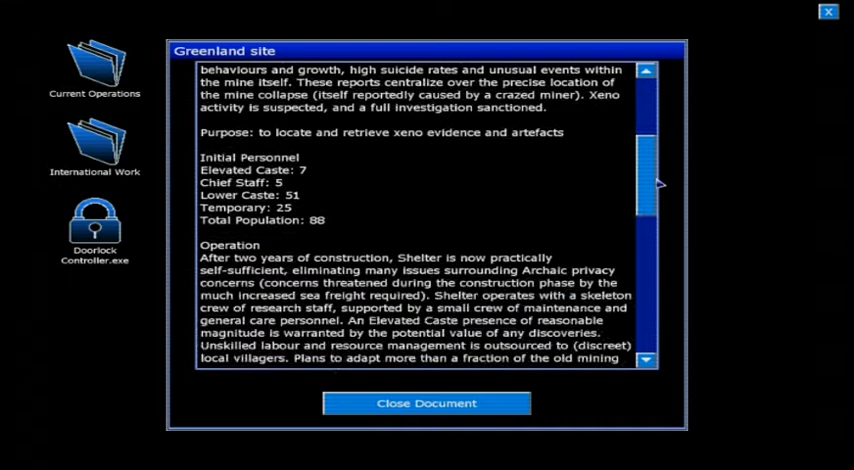 X
Greenland site
Current Operations
International Work
Doorlock
Controller.exe
behaviours and growth, high suicide rates and unusual events within
the mine itself. These reports centralize over the precise location of
the mine collapse (itself reportedly caused by a crazed miner). Xeno
activity is suspected, and a full investigation sanctioned.
Purpose: to locate and retrieve xeno evidence and artefacts
Initial Personnel
Elevated Caste: 7
Chief Staff: 5
Lower Caste: 51
Temporary: 25
Total Population: 88
Operation
After two years of construction, Shelter is now practically
self-sufficient, eliminating many issues surrounding Archaic privacy
concerns (concerns threatened during the construction phase by the
much increased sea freight required). Shelter operates with a skeleton
crew of research staff, supported by a small crew of maintenance and
general care personnel. An Elevated Caste presence of reasonable
magnitude is warranted by the potential value of any discoveries.
Unskilled labour and resource management is outsourced to (discreet)
local villagers. Plans to adapt more than a fraction of the old mining
Close Document